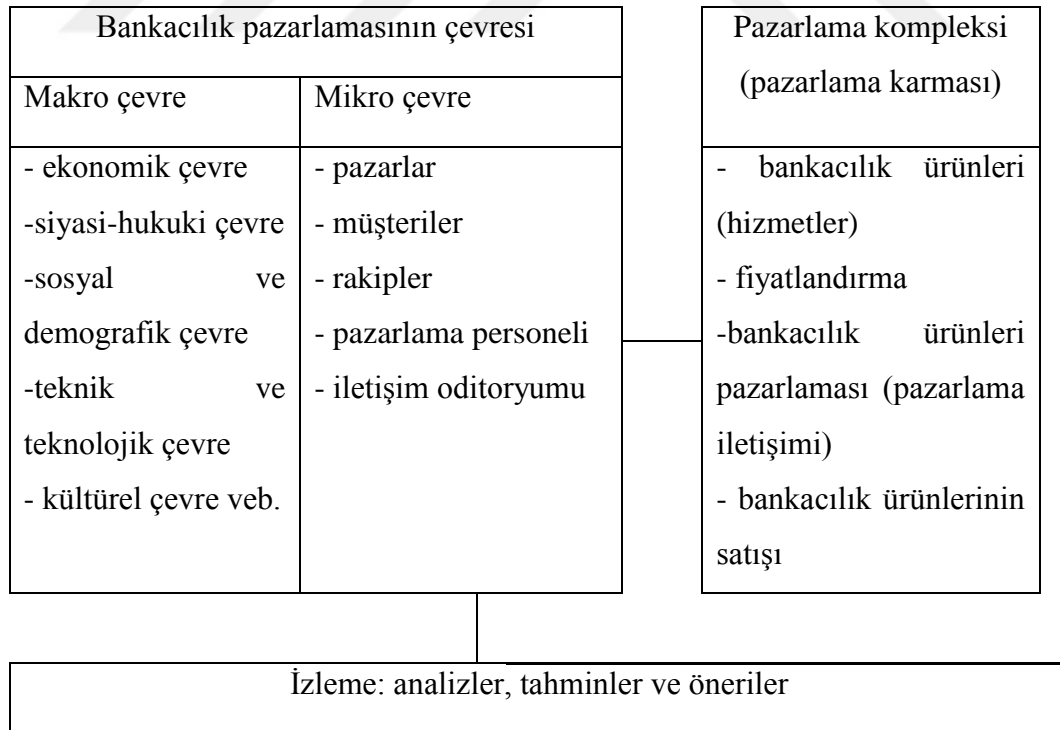 Bankacılık pazarlamasının çevresi
Makro çevre
Mikro çevre
- ekonomik çevre
-siyasi-hukuki çevre
-sosyal ve
demografik çevre
-teknik ve
teknolojik çevre
- kültürel çevre veb.
- pazarlar
- müşteriler
- rakipler
- pazarlama personeli
- iletişim oditoryumu
Pazarlama kompleksi
(pazarlama karması)
- bankacılık ürünleri
(hizmetler)
- fiyatlandırma
-bankacılık ürünleri
pazarlaması (pazarlama
iletişimi)
- bankacılık ürünlerinin
satışı
İzleme: analizler, tahminler ve öneriler